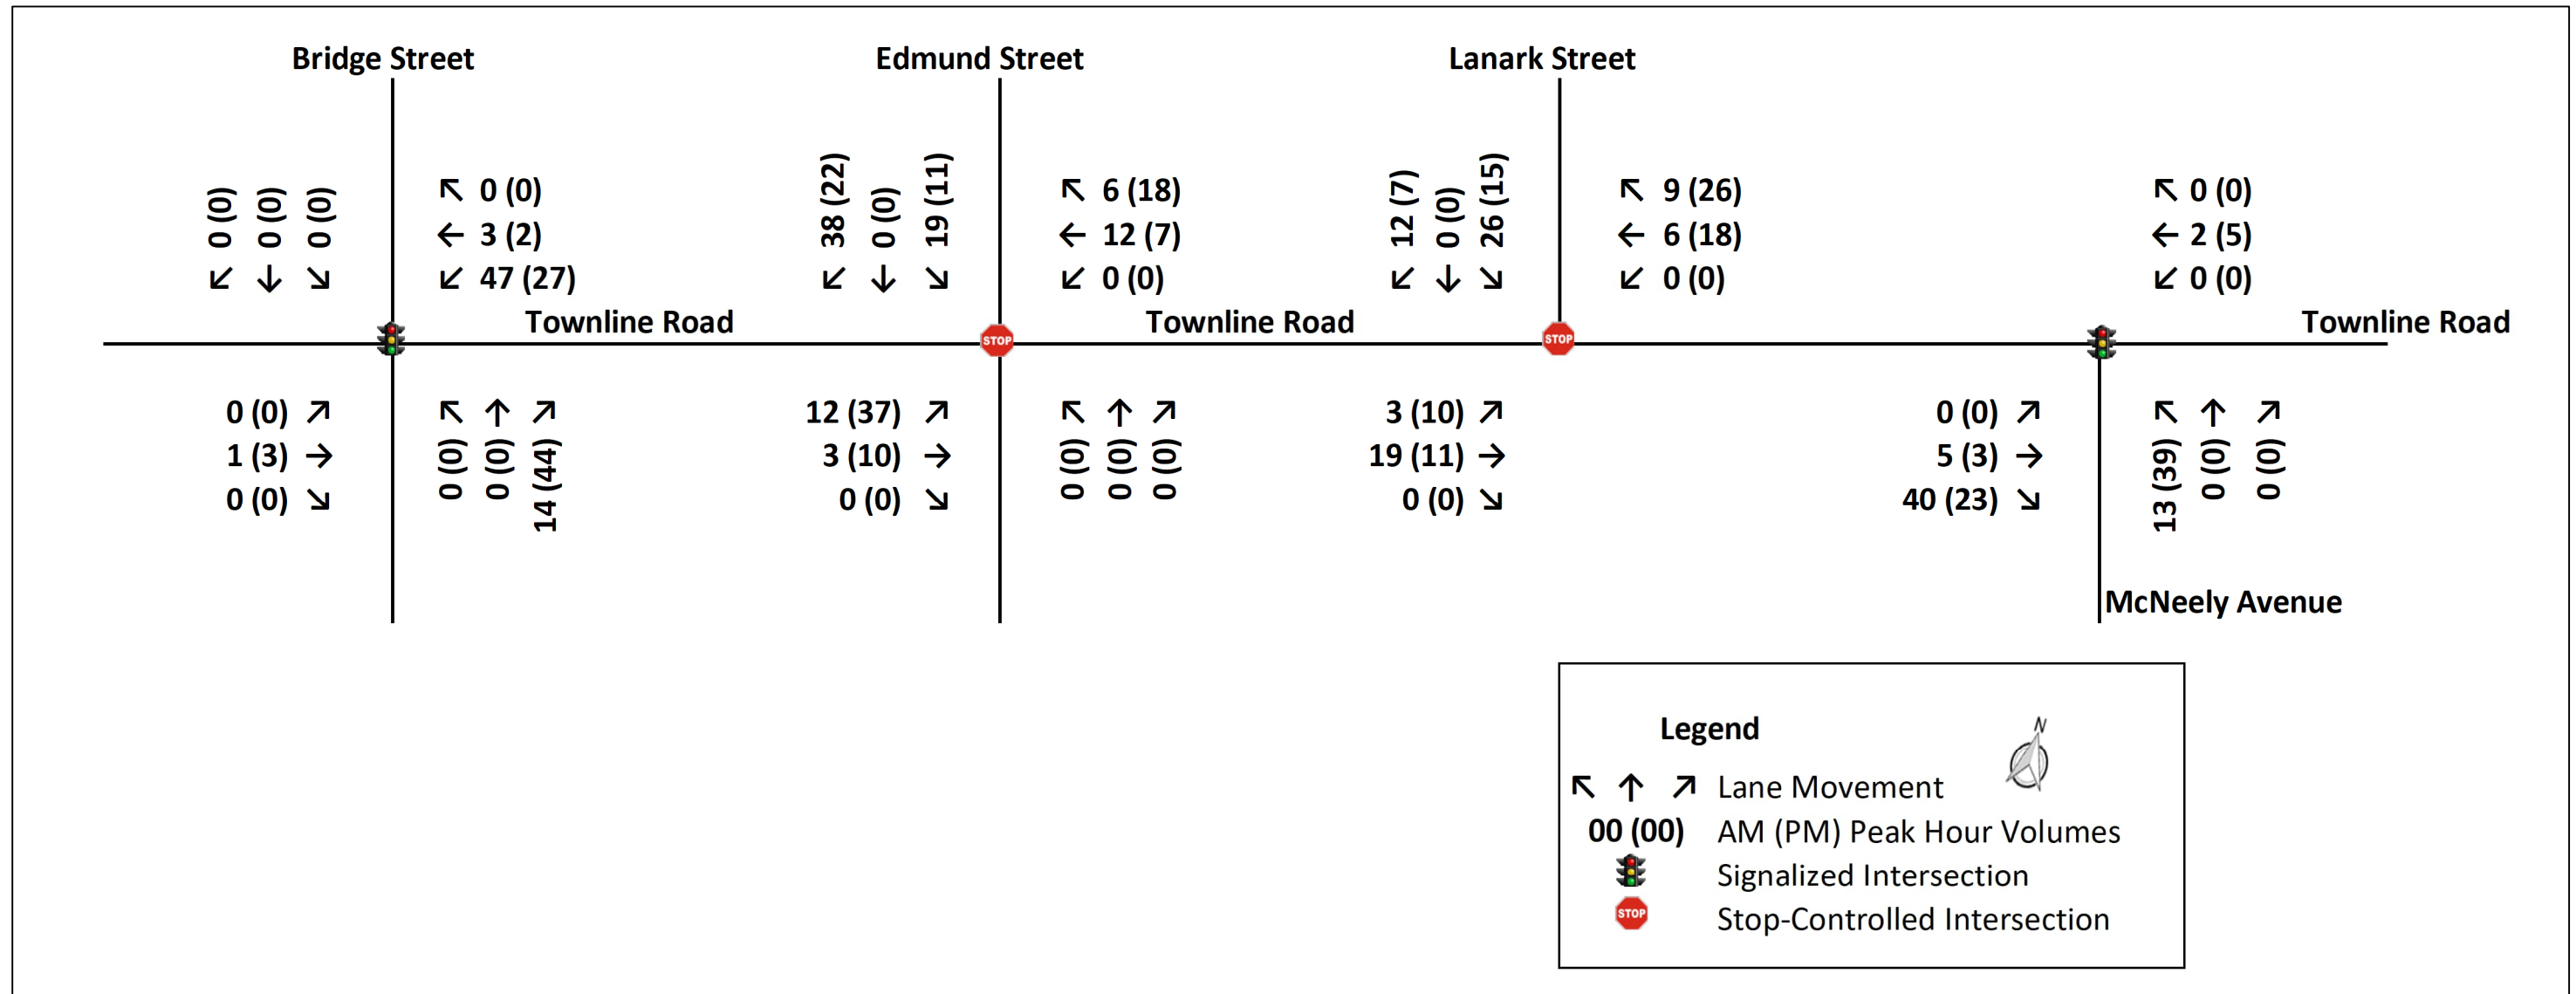 Bridge Street
Edmund Street
Lanark Street
0 (0)
0 (0)
0 (0)
↖ 0 (0)
← 3 (2)
↙ 47 (27)
↙ ↓ ↘
38 (22)
0 (0)
19 (11)
↙ ↓ ↘
↖ 6 (18)
← 12 (7)
↙ 0 (0)
12 (7)
0 (0)
26 (15)
↙ ↓ ↘
↖ 9 (26)
← 6 (18)
↙ 0 (0)
↖ 0 (0)
← 2 (5)
↙ 0 (0)
Townline Road
Townline Road
Townline Road
STOP
STOP
0 (0) ↗
1 (3) →
0 (0) ↘
↖ ↑ ↗
0 (0)
0 (0)
14 (44)
12 (37) ↗
3 (10) →
0 (0) ↘
↖ ↑ ↗
0 (0)
0 (0)
0 (0)
3 (10) ↗
19 (11) →
0 (0) ↘
0 (0) ↗
5 (3) →
40 (23) ↘
↖ ↑ ↗
13 (39)
0 (0)
0 (0)
McNeely Avenue
Legend
N
↖ ↑ ↗ Lane Movement
00 (00) AM (PM) Peak Hour Volumes
Signalized Intersection
STOP Stop-Controlled Intersection